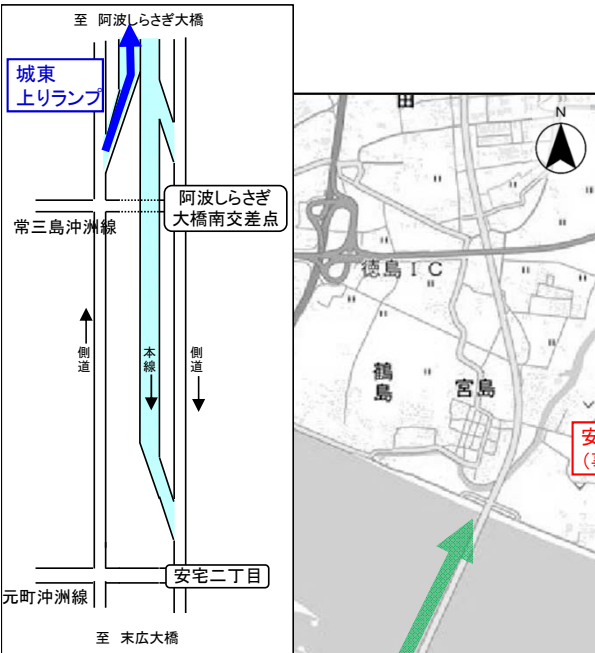 至 阿波しらさぎ大橋
城東
上りランプ
阿波しらさぎ
大橋南交差点
常三島沖洲線
側道
本線
側道
安宅二丁目
元町沖洲線
至 末広大橋
田
N
徳島IC
鶴島
宮島
安